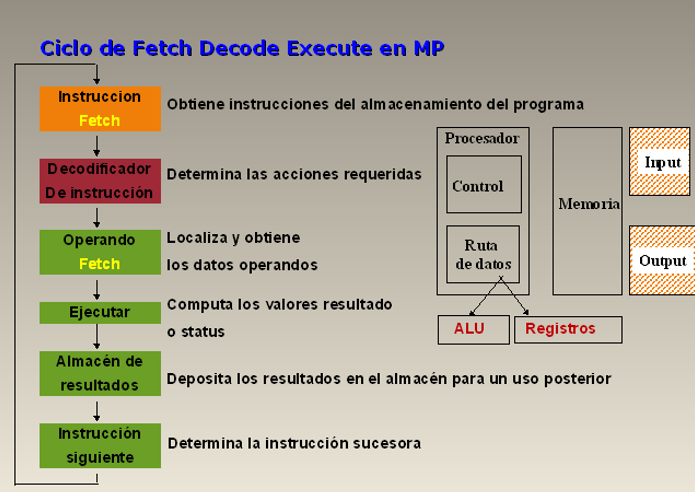 Ciclo de Fetch Decode Execute en MP
Instruccion
Fetch
Obtiene instrucciones del almacenamiento del programa
Decodificador
De instrucción
Determina las acciones requeridas
Operando
Fetch
Localiza y obtiene
los datos operandos
Ejecutar
Computa los valores resultado
o status
Almacén de
resultados
Deposita los resultados en el almacén para un uso posterior
Instrucción
siguiente
Determina la instrucción sucesora
Procesador
Control
Ruta
de datos
ALU
Registros
Memoria
Input
Output